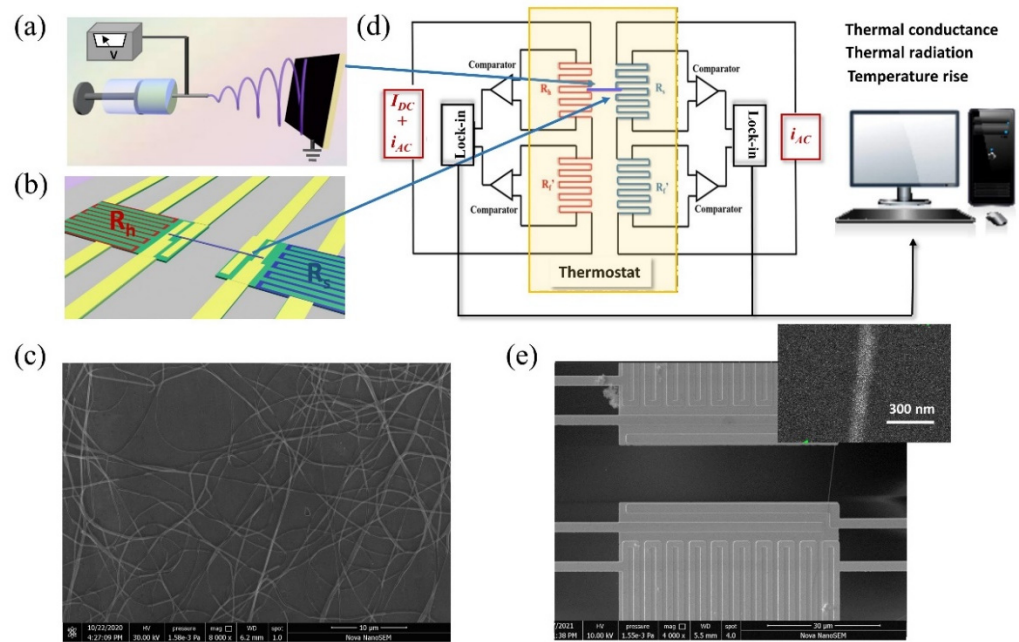 (a)
V
(b)
R_h
R_s
(c)
10/22/2020
4:27:09 PM
HV
30.00 kV
pressure
1.58e-3 Pa
mag
8 000 x
WD
6.2 mm
spot
1.0
10 µm
Nova NanoSEM
(d)
I_DC
+
i_AC
Lock-in
Comparator
Comparator
R_h
R_s
Comparator
Comparator
Lock-in
i_AC
Thermostat
Thermal conductance
Thermal radiation
Temperature rise
(e)
300 nm
/2021
:38 PM
HV
10.00 kV
pressure
1.55e-3 Pa
mag
4 000 x
WD
5.5 mm
spot
4.0
30 µm
Nova NanoSEM